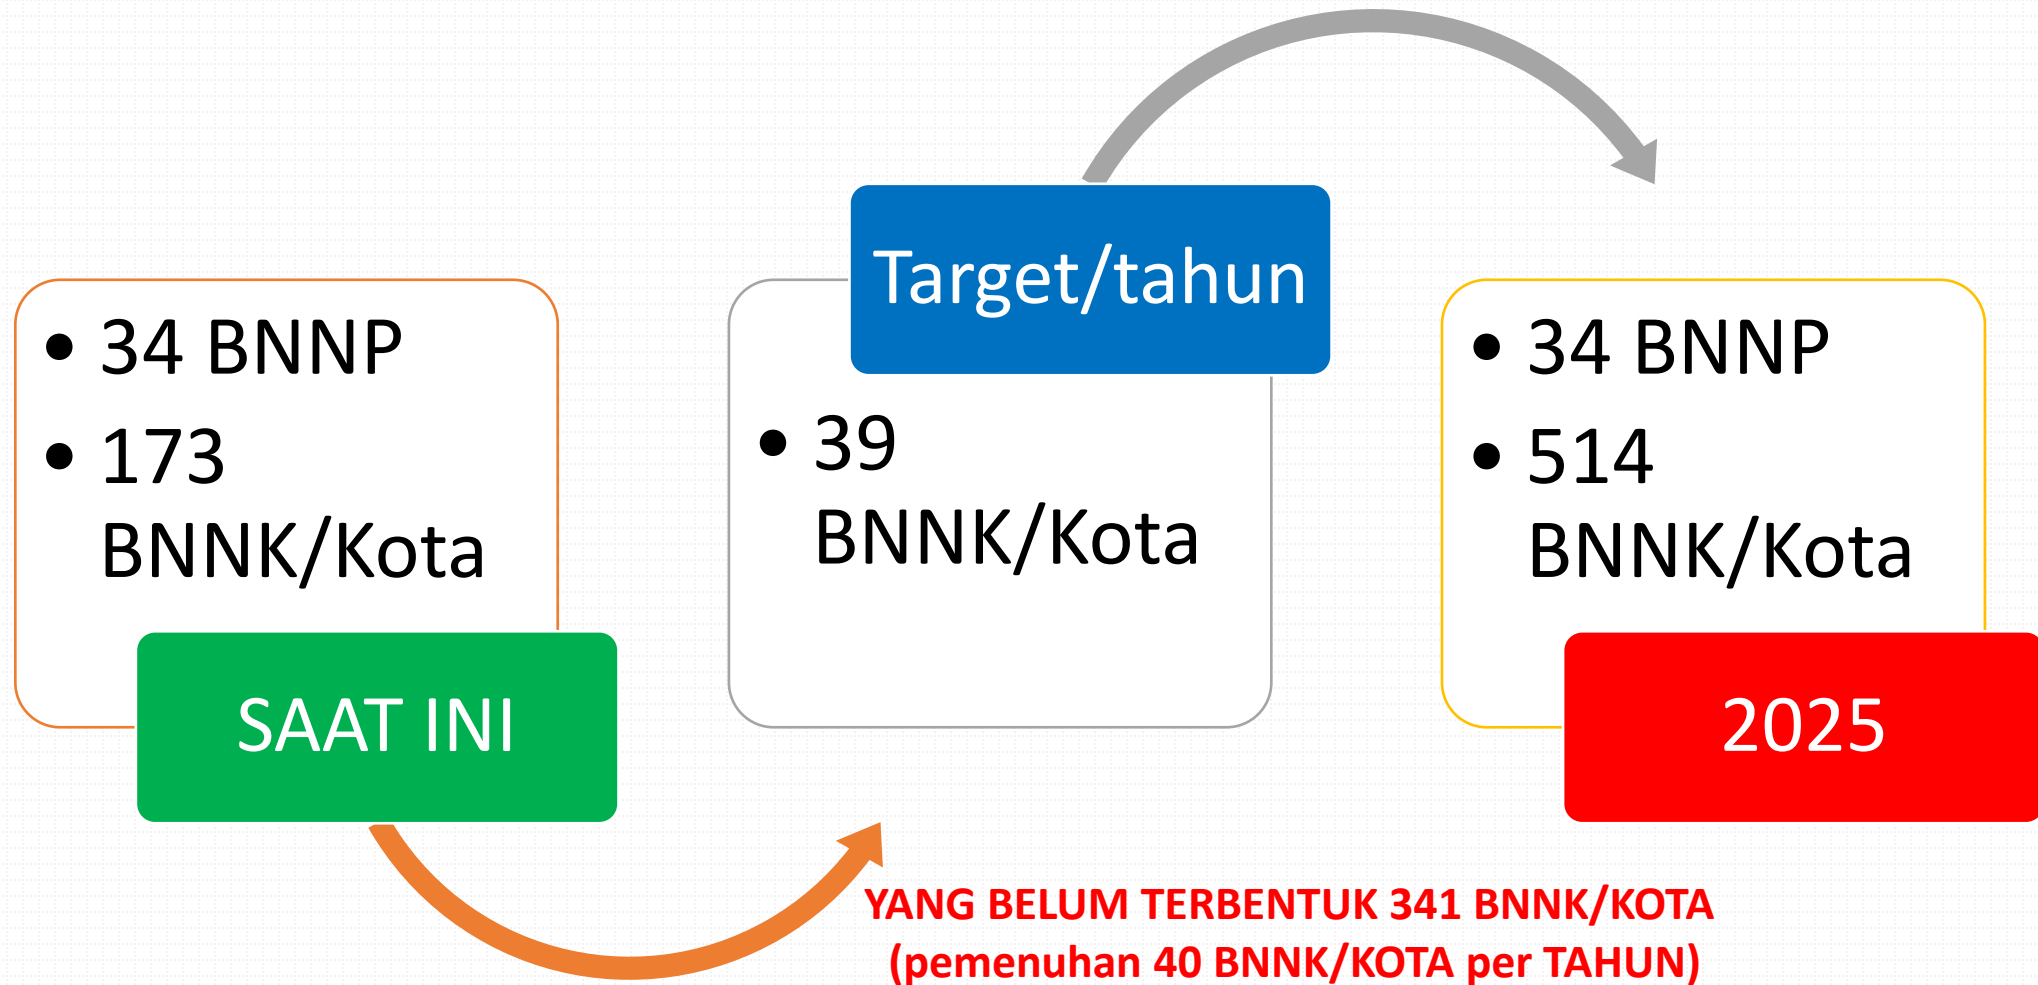 • 34 BNNP
• 173
BNNK/Kota
SAAT INI
Target/tahun
• 39
BNNK/Kota
• 34 BNNP
• 514
BNNK/Kota
2025
YANG BELUM TERBENTUK 341 BNNK/KOTA
(pemenuhan 40 BNNK/KOTA per TAHUN)